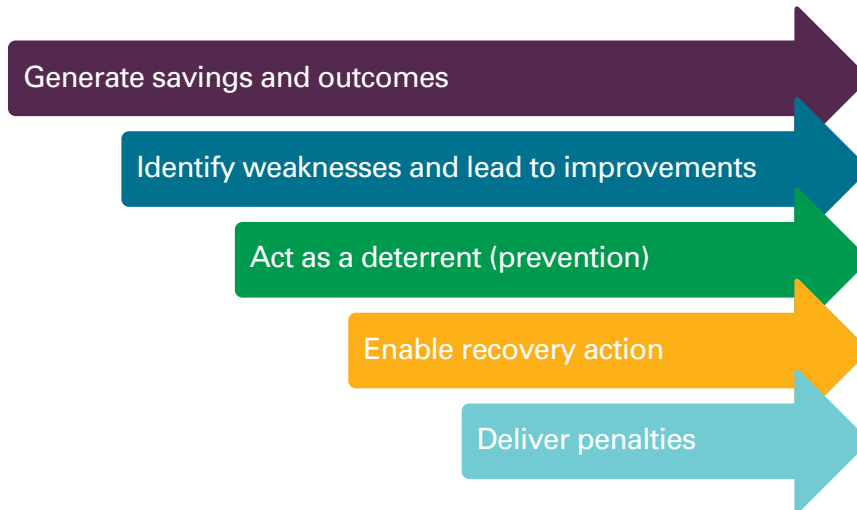 Generate savings and outcomes
Identify weaknesses and lead to improvements
Act as a deterrent (prevention)
Enable recovery action
Deliver penalties